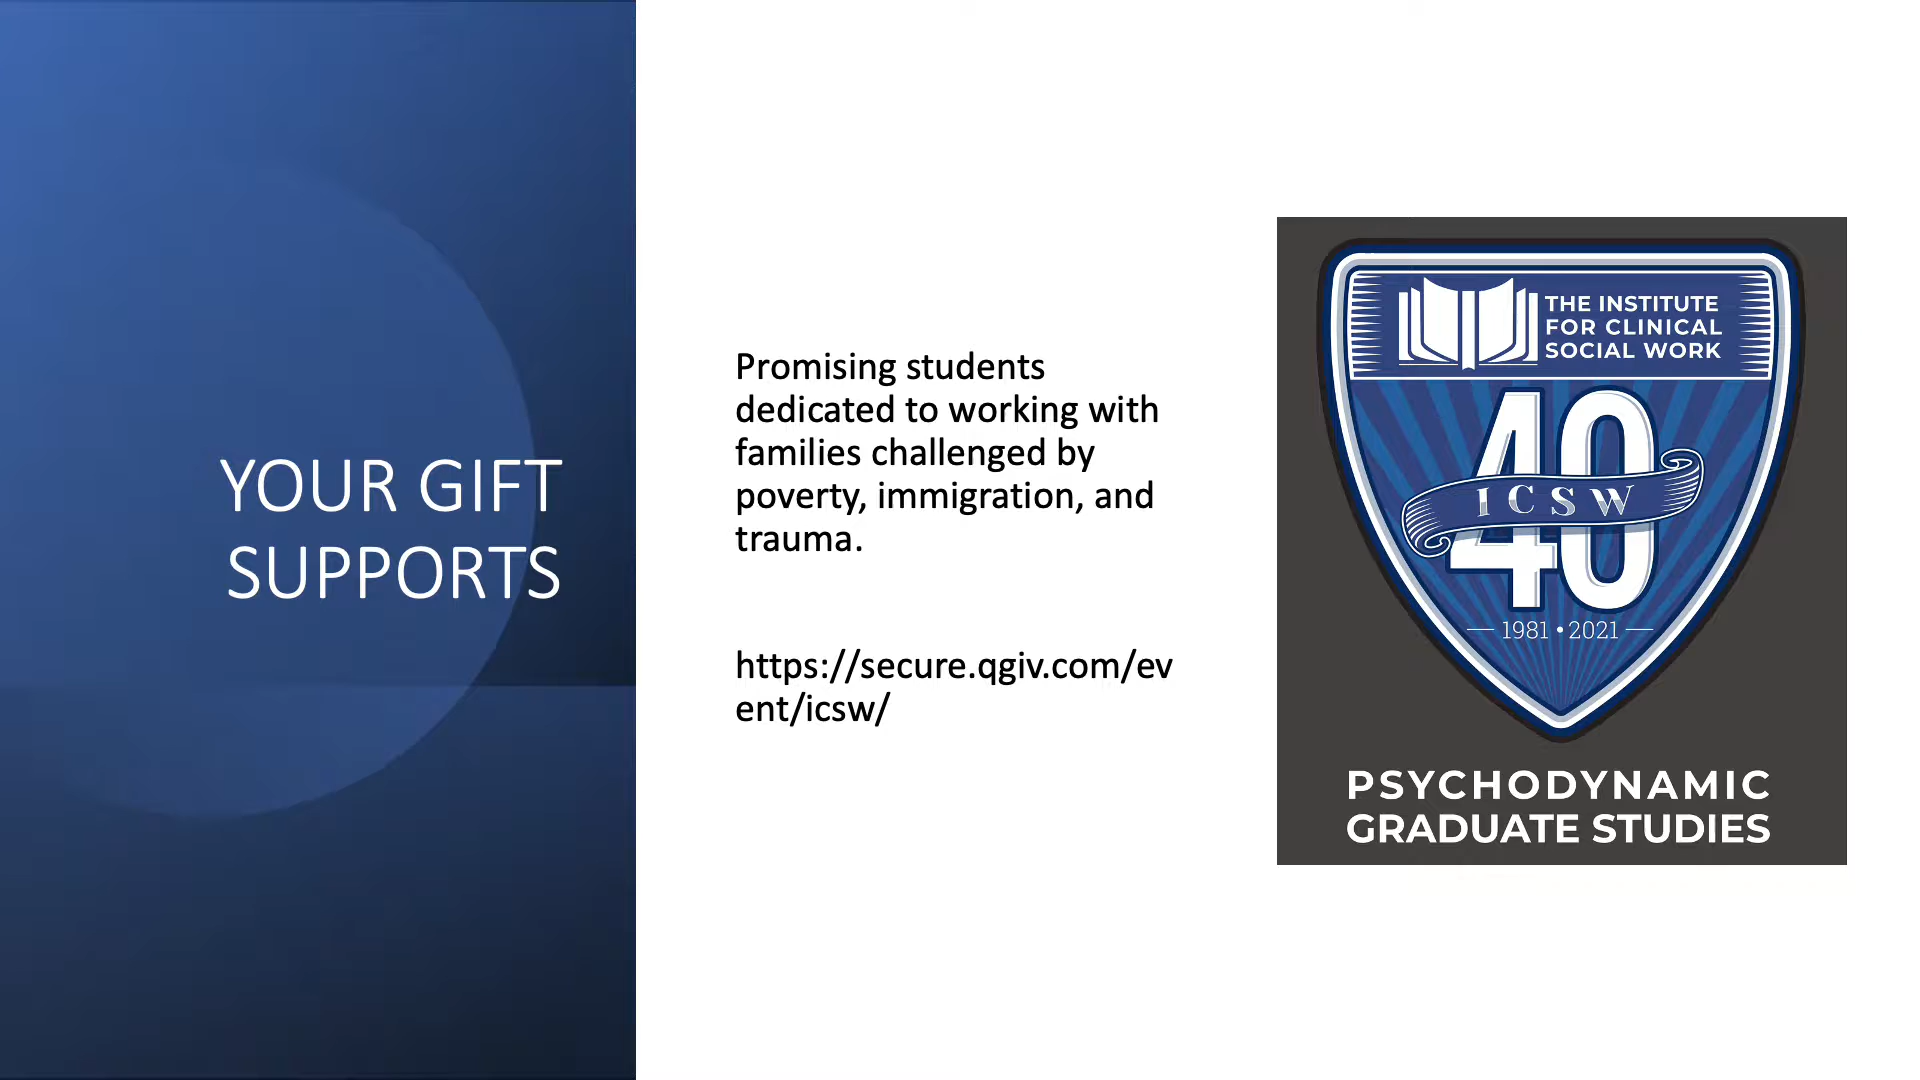 YOUR GIFT
SUPPORTS
Promising students
dedicated to working with
families challenged by
poverty, immigration, and
trauma.
https://secure.qgiv.com/ev
ent/icsw/
THE INSTITUTE
FOR CLINICAL
SOCIAL WORK
40
ICSW
1981 • 2021
PSYCHODYNAMIC
GRADUATE STUDIES